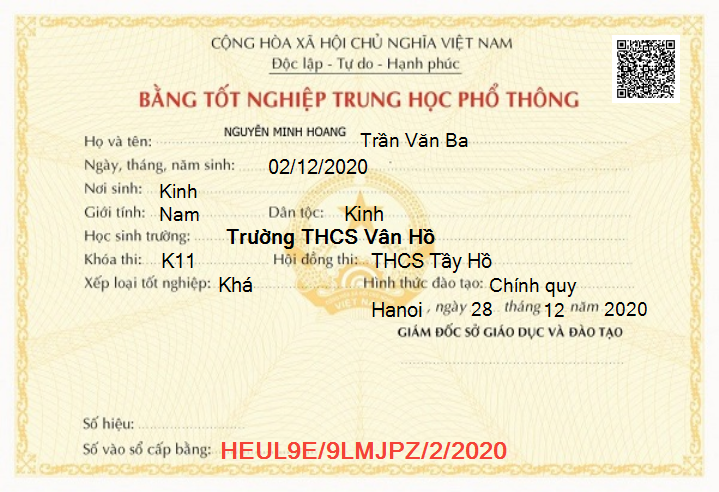 CỘNG HÒA XÃ HỘI CHỦ NGHĨA VIỆT NAM
Độc lập - Tự do - Hạnh phúc
BẰNG TỐT NGHIỆP TRUNG HỌC PHỔ THÔNG
Họ và tên: NGUYỄN MINH HOANG Trần Văn Ba
Ngày, tháng, năm sinh: 02/12/2020
Nơi sinh: Kinh
Giới tính: Nam Dân tộc: Kinh
Học sinh trường: Trường THCS Vân Hồ
Khóa thi: K11 Hội đồng thi: THCS Tây Hồ
Xếp loại tốt nghiệp: Khá Hình thức đào tạo: Chính quy
VIỆT NAM
Hanoi , ngày 28 tháng 12 năm 2020
GIÁM ĐỐC SỞ GIÁO DỤC VÀ ĐÀO TẠO
Số hiệu:
Số vào sổ cấp bằng: HEUL9E/9LMJPZ/2/2020